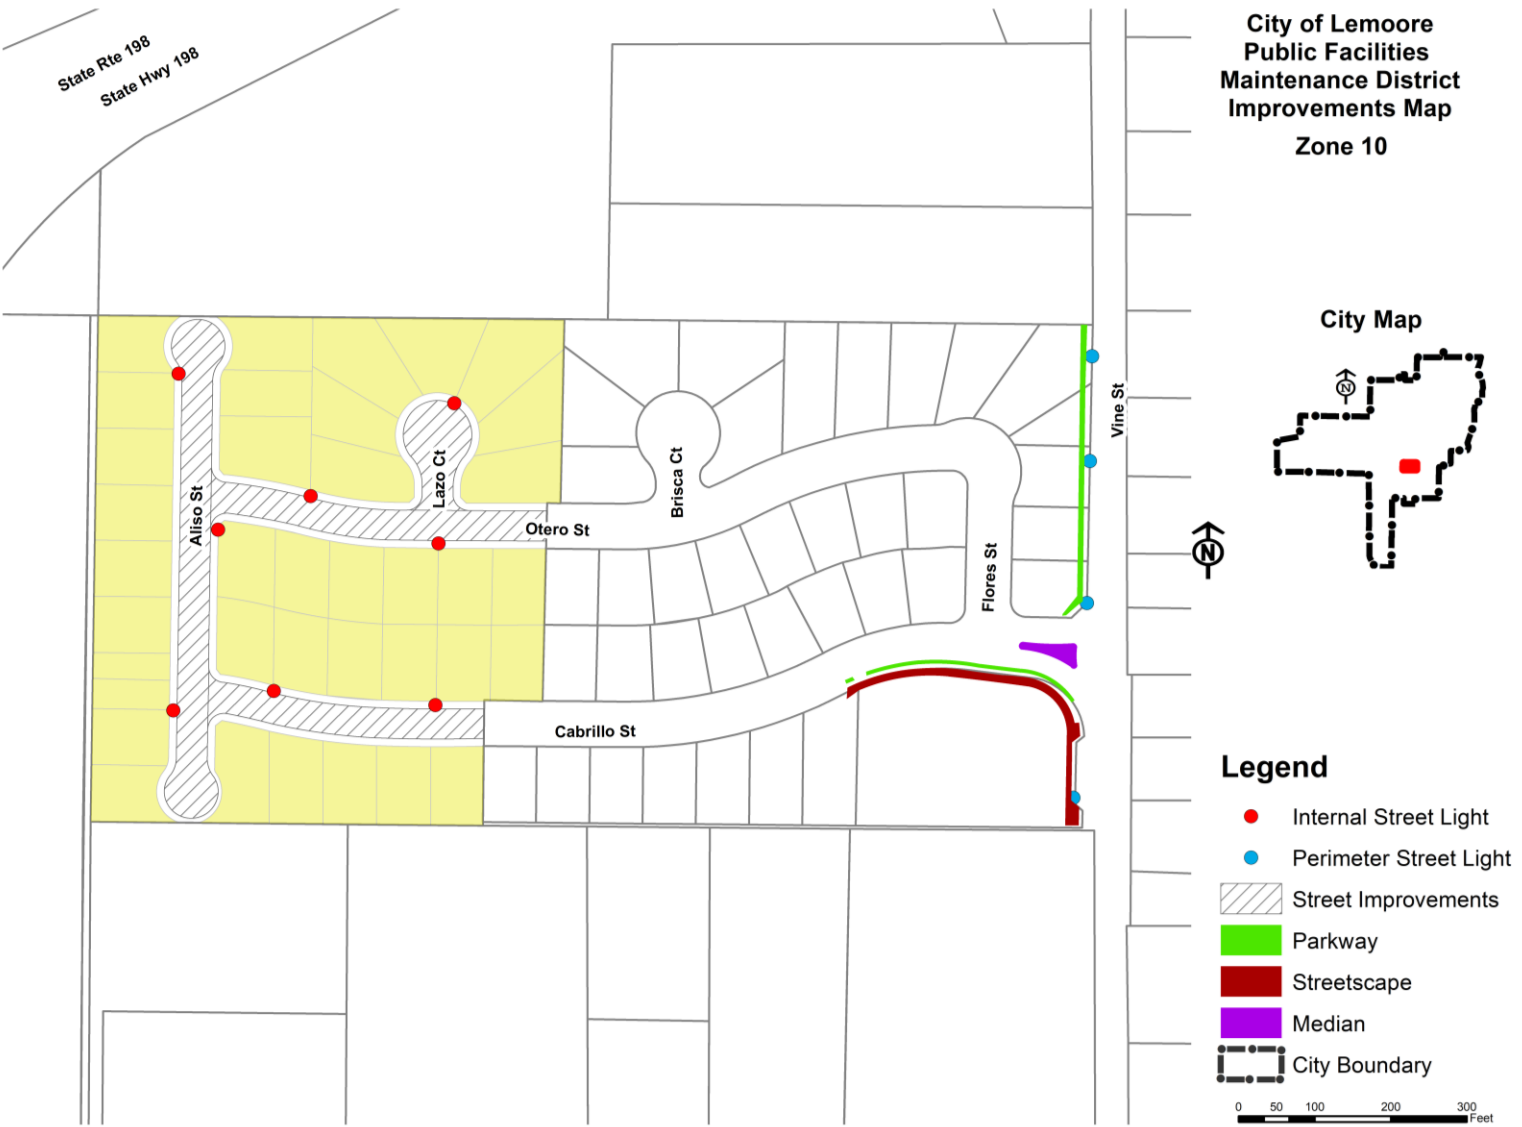 City of Lemoore
Public Facilities
Maintenance District
Improvements Map
Zone 10
State Rte 198
State Hwy 198
City Map
N
Vine St
Lazo Ct
Brisca Ct
Aliso St
Otero St
Flores St
N
Cabrillo St
Legend
Internal Street Light
Perimeter Street Light
Street Improvements
Parkway
Streetscape
Median
City Boundary
0 50 100 200 300
Feet